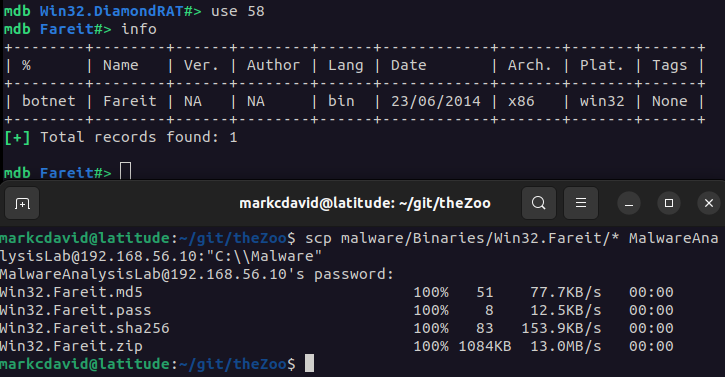 mdb Win32.DiamondRAT#> use 58
mdb Fareit#> info
+--------+--------+------+--------+------+------------+-------+-------+------+
| %      | Name   | Ver. | Author | Lang | Date       | Arch. | Plat. | Tags |
+--------+--------+------+--------+------+------------+-------+-------+------+
| botnet | Fareit | NA   | NA     | bin  | 23/06/2014 | x86   | win32 | None |
+--------+--------+------+--------+------+------------+-------+-------+------+
[+] Total records found: 1
mdb Fareit#>
markcdavid@latitude: ~/git/theZoo
markcdavid@latitude:~/git/theZoo$ scp malware/Binaries/Win32.Fareit/* MalwareAna
lysisLab@192.168.56.10:"C:\\Malware"
MalwareAnalysisLab@192.168.56.10's password:
Win32.Fareit.md5                              100%   51    77.7KB/s   00:00
Win32.Fareit.pass                             100%    8    12.5KB/s   00:00
Win32.Fareit.sha256                           100%   83   153.9KB/s   00:00
Win32.Fareit.zip                              100% 1084KB  13.0MB/s   00:00
markcdavid@latitude:~/git/theZoo$